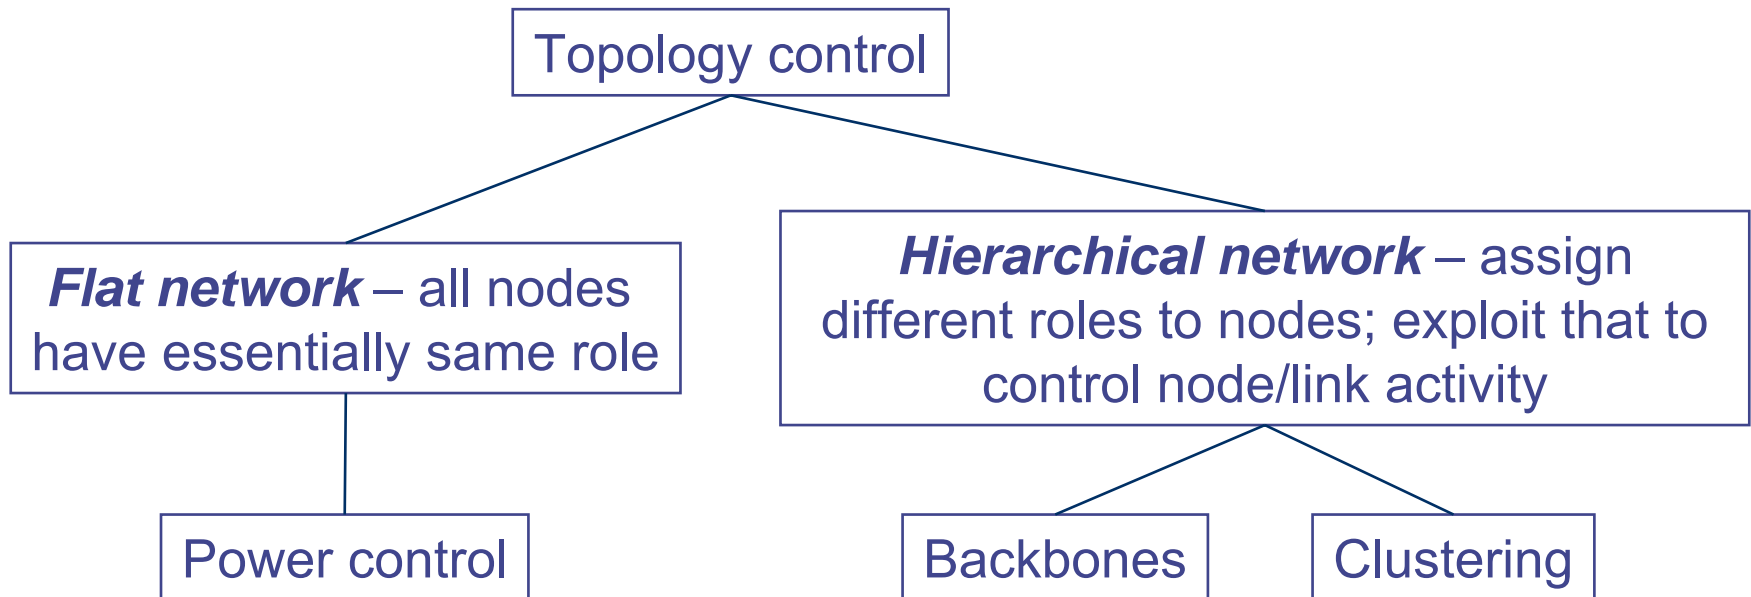 Topology control
Flat network – all nodes
have essentially same role
Hierarchical network – assign
different roles to nodes; exploit that to
control node/link activity
Power control
Backbones
Clustering